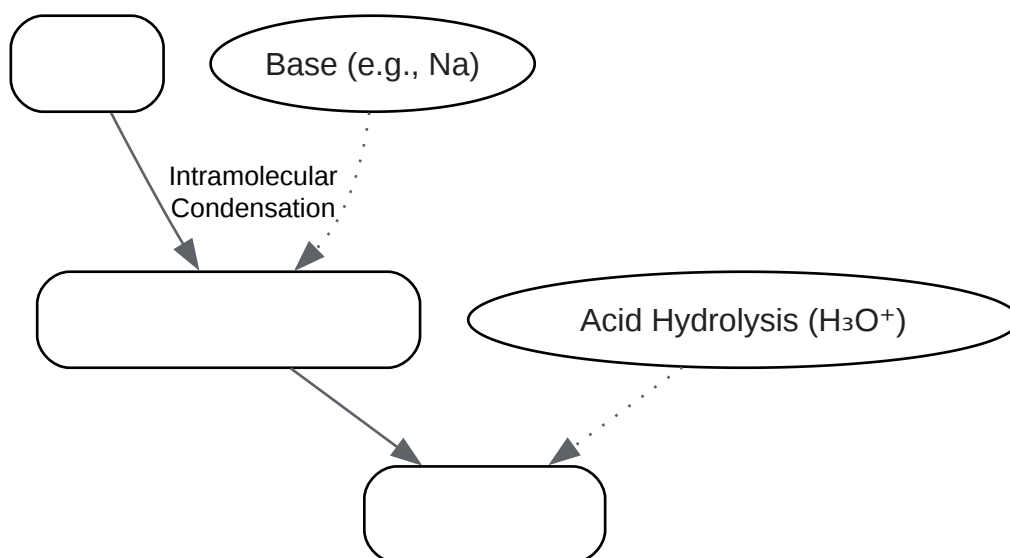 Base (e.g., Na)
Intramolecular
Condensation
Acid Hydrolysis (H₃O⁺)